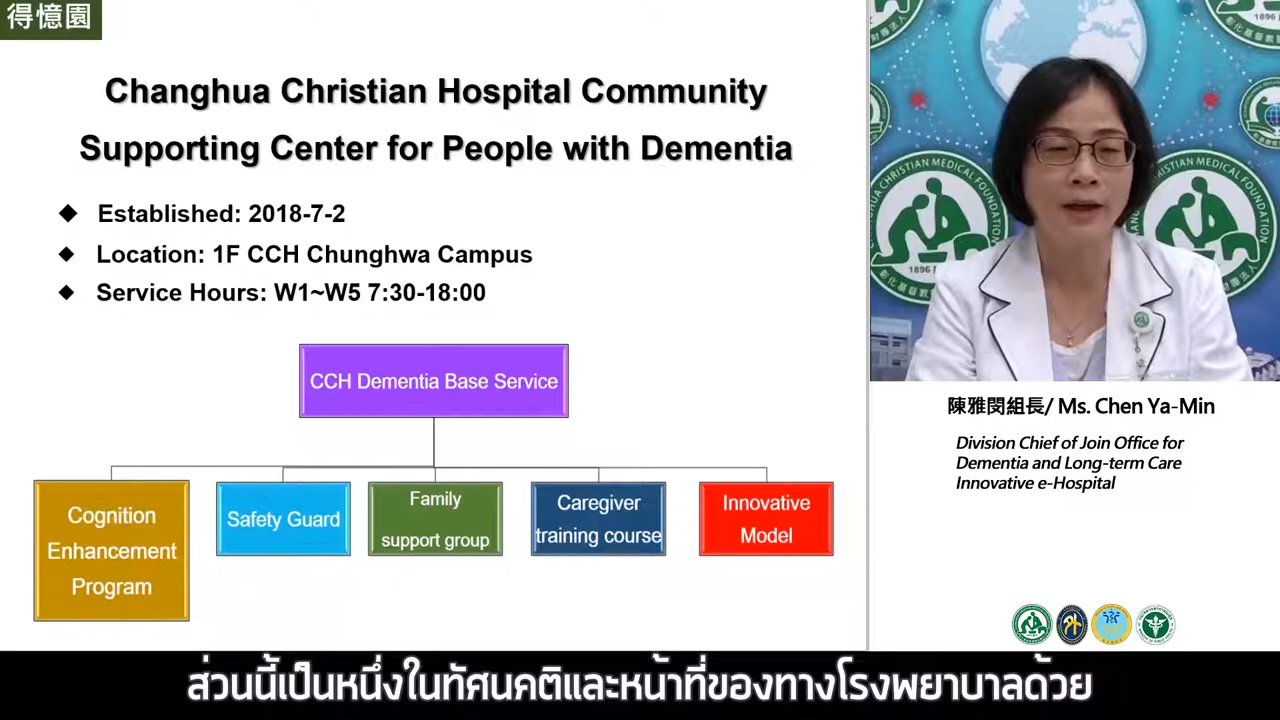 得憶園
Changhua Christian Hospital Community
Supporting Center for People with Dementia
◆ Established: 2018-7-2
◆ Location: 1F CCH Chunghwa Campus
◆ Service Hours: W1~W5 7:30-18:00
CCH Dementia Base Service
Cognition
Enhancement
Program
Safety Guard
Family
support group
Caregiver
training course
Innovative
Model
1896
CHRISTIAN MEDICAL FOUNDATION
1896
陳雅閔組長/ Ms. Chen Ya-Min
Division Chief of Join Office for
Dementia and Long-term Care
Innovative e-Hospital
ส่วนนี้เป็นหนึ่งในทัศนคติและหน้าที่ของทางโรงพยาบาลด้วย